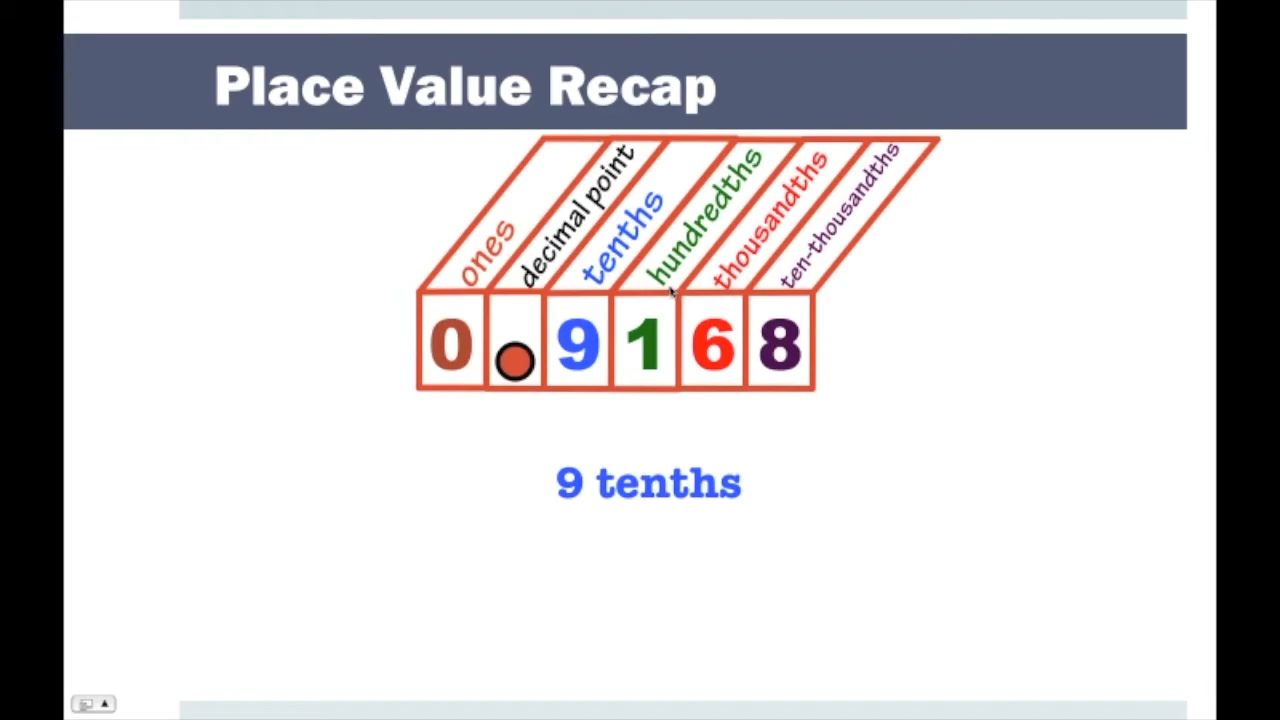 Place Value Recap
ones decimal point tenths hundredths thousandths ten-thousandths
0 . 9 1 6 8
9 tenths